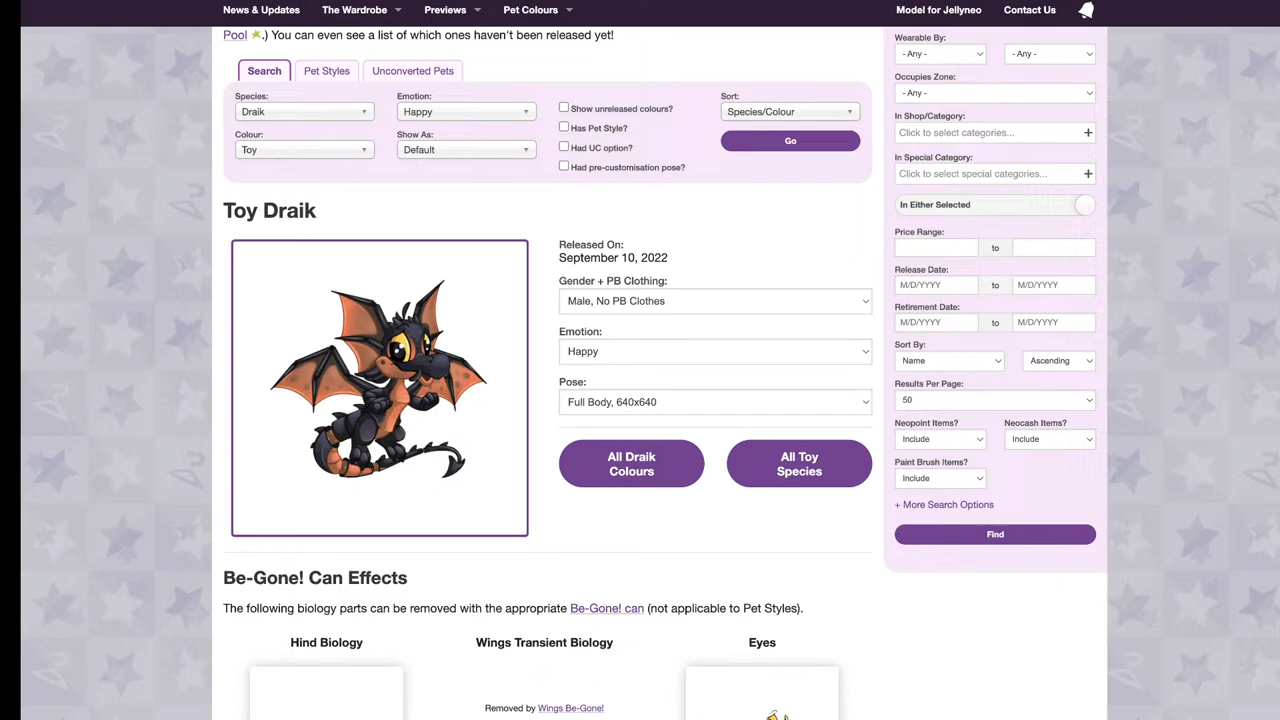 News & Updates
The Wardrobe
Previews
Pet Colours
Model for Jellyneo
Contact Us
Pool .) You can even see a list of which ones haven't been released yet!
Search
Pet Styles
Unconverted Pets
Species:
Draik
Colour:
Toy
Emotion:
Happy
Show As:
Default
Show unreleased colours?
Has Pet Style?
Had UC option?
Had pre-customisation pose?
Sort:
Species/Colour
Go
Toy Draik
Released On:
September 10, 2022
Gender + PB Clothing:
Male, No PB Clothes
Emotion:
Happy
Pose:
Full Body, 640x640
All Draik
Colours
All Toy
Species
Be-Gone! Can Effects
The following biology parts can be removed with the appropriate Be-Gone! can (not applicable to Pet Styles).
Hind Biology
Wings Transient Biology
Eyes
Removed by Wings Be-Gone!
Wearable By:
- Any -
- Any -
Occupies Zone:
- Any -
In Shop/Category:
Click to select categories...
+
In Special Category:
Click to select special categories...
+
In Either Selected
Price Range:
to
Release Date:
M/D/YYYY to M/D/YYYY
Retirement Date:
M/D/YYYY to M/D/YYYY
Sort By:
Name
Ascending
Results Per Page:
50
Neopoint Items?
Neocash Items?
Include
Include
Paint Brush Items?
Include
+ More Search Options
Find